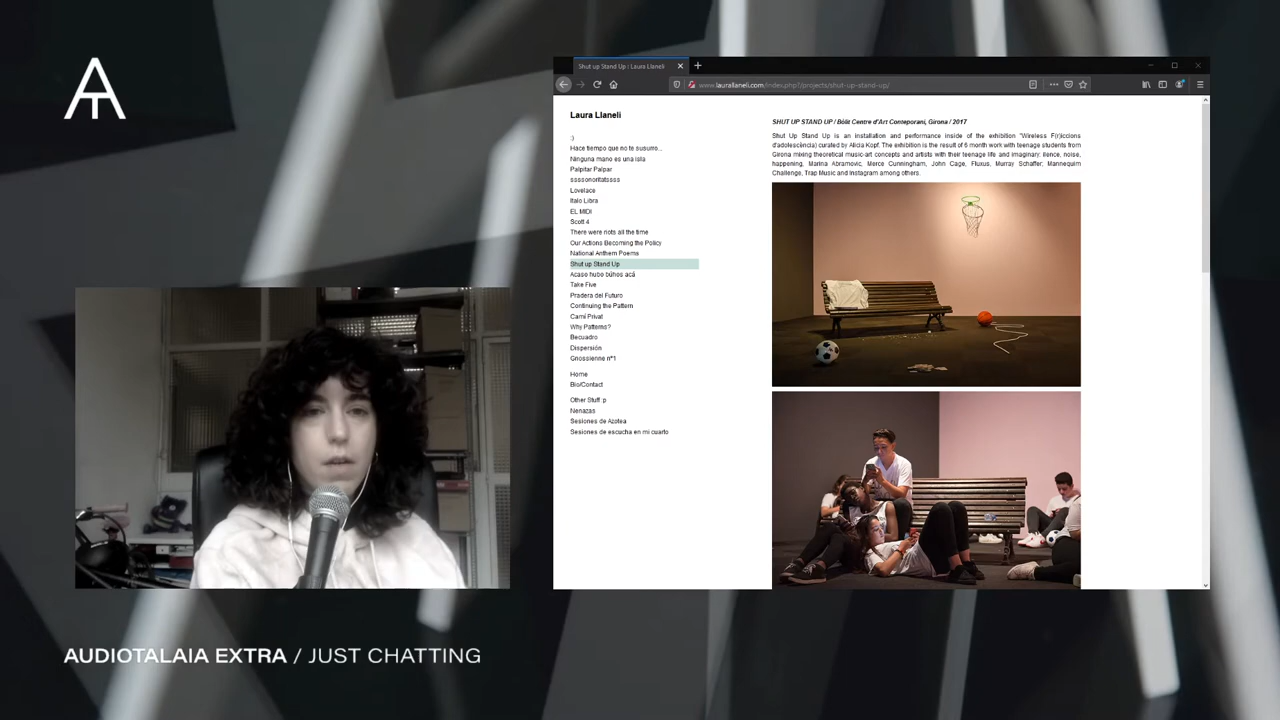 AT
Shut up Stand Up : Laura Llaneli
www.laurallaneli.com/index.php?/projects/shut-up-stand-up/
Laura Llaneli
:)
Hace tiempo que no te susurro...
Ninguna mano es una isla
Palpitar Palpar
ssssonoritatssss
Lovelace
Italo Libra
EL MIDI
Scott 4
There were riots all the time
Our Actions Becoming the Policy
National Anthem Poems
Shut up Stand Up
Acaso hubo búhos acá
Take Five
Pradera del Futuro
Continuing the Pattern
Camí Privat
Why Patterns?
Becuadro
Dispersión
Gnossienne nº1
Home
Bio/Contact
Other Stuff :p
Nenazas
Sesiones de Azotea
Sesiones de escucha en mi cuarto
SHUT UP STAND UP / Bòlit Centre d'Art Contemporani, Girona / 2017
Shut Up Stand Up is an installation and performance inside of the exhibition "Wireless F(r)iccions
d'adolescència) curated by Alicia Kopf. The exhibition is the result of 6 month work with teenage students from
Girona mixing theoretical music-art concepts and artists with their teenage life and imaginary: ilence, noise,
happening, Marina Abramovic, Merce Cunningham, John Cage, Fluxus, Murray Schaffer, Mannequim
Challenge, Trap Music and Instagram among others.
AUDIOTALAIA EXTRA / JUST CHATTING